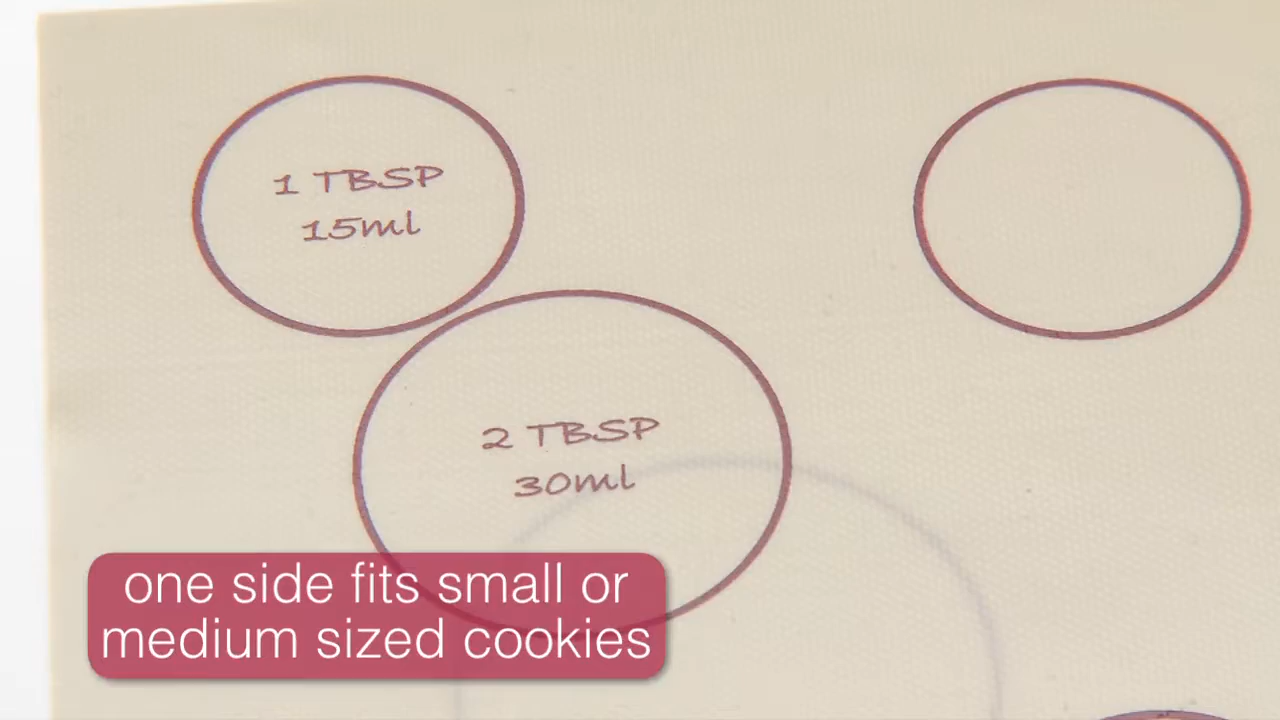 1 TBSP
15ml
2 TBSP
30ml
one side fits small or
medium sized cookies